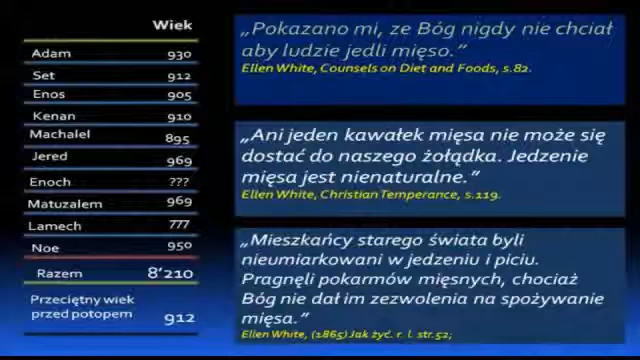 Wiek
Adam 930
Set 912
Enos 905
Kenan 910
Machalel 895
Jered 969
Enoch ???
Matuzalem 969
Lamech 777
Noe 950
Razem 8'210
Przeciętny wiek
przed potopem 912
„Pokazano mi, ze Bóg nigdy nie chciał
aby ludzie jedli mięso.”
Ellen White, Counsels on Diet and Foods, s.82.
„Ani jeden kawałek mięsa nie może się
dostać do naszego żołądka. Jedzenie
mięsa jest nienaturalne.”
Ellen White, Christian Temperance, s.119.
„Mieszkańcy starego świata byli
nieumiarkowani w jedzeniu i piciu.
Pragnęli pokarmów mięsnych, chociaż
Bóg nie dał im zezwolenia na spożywanie
mięsa.”
Ellen White, (1865) Jak żyć. r. l. str.52;